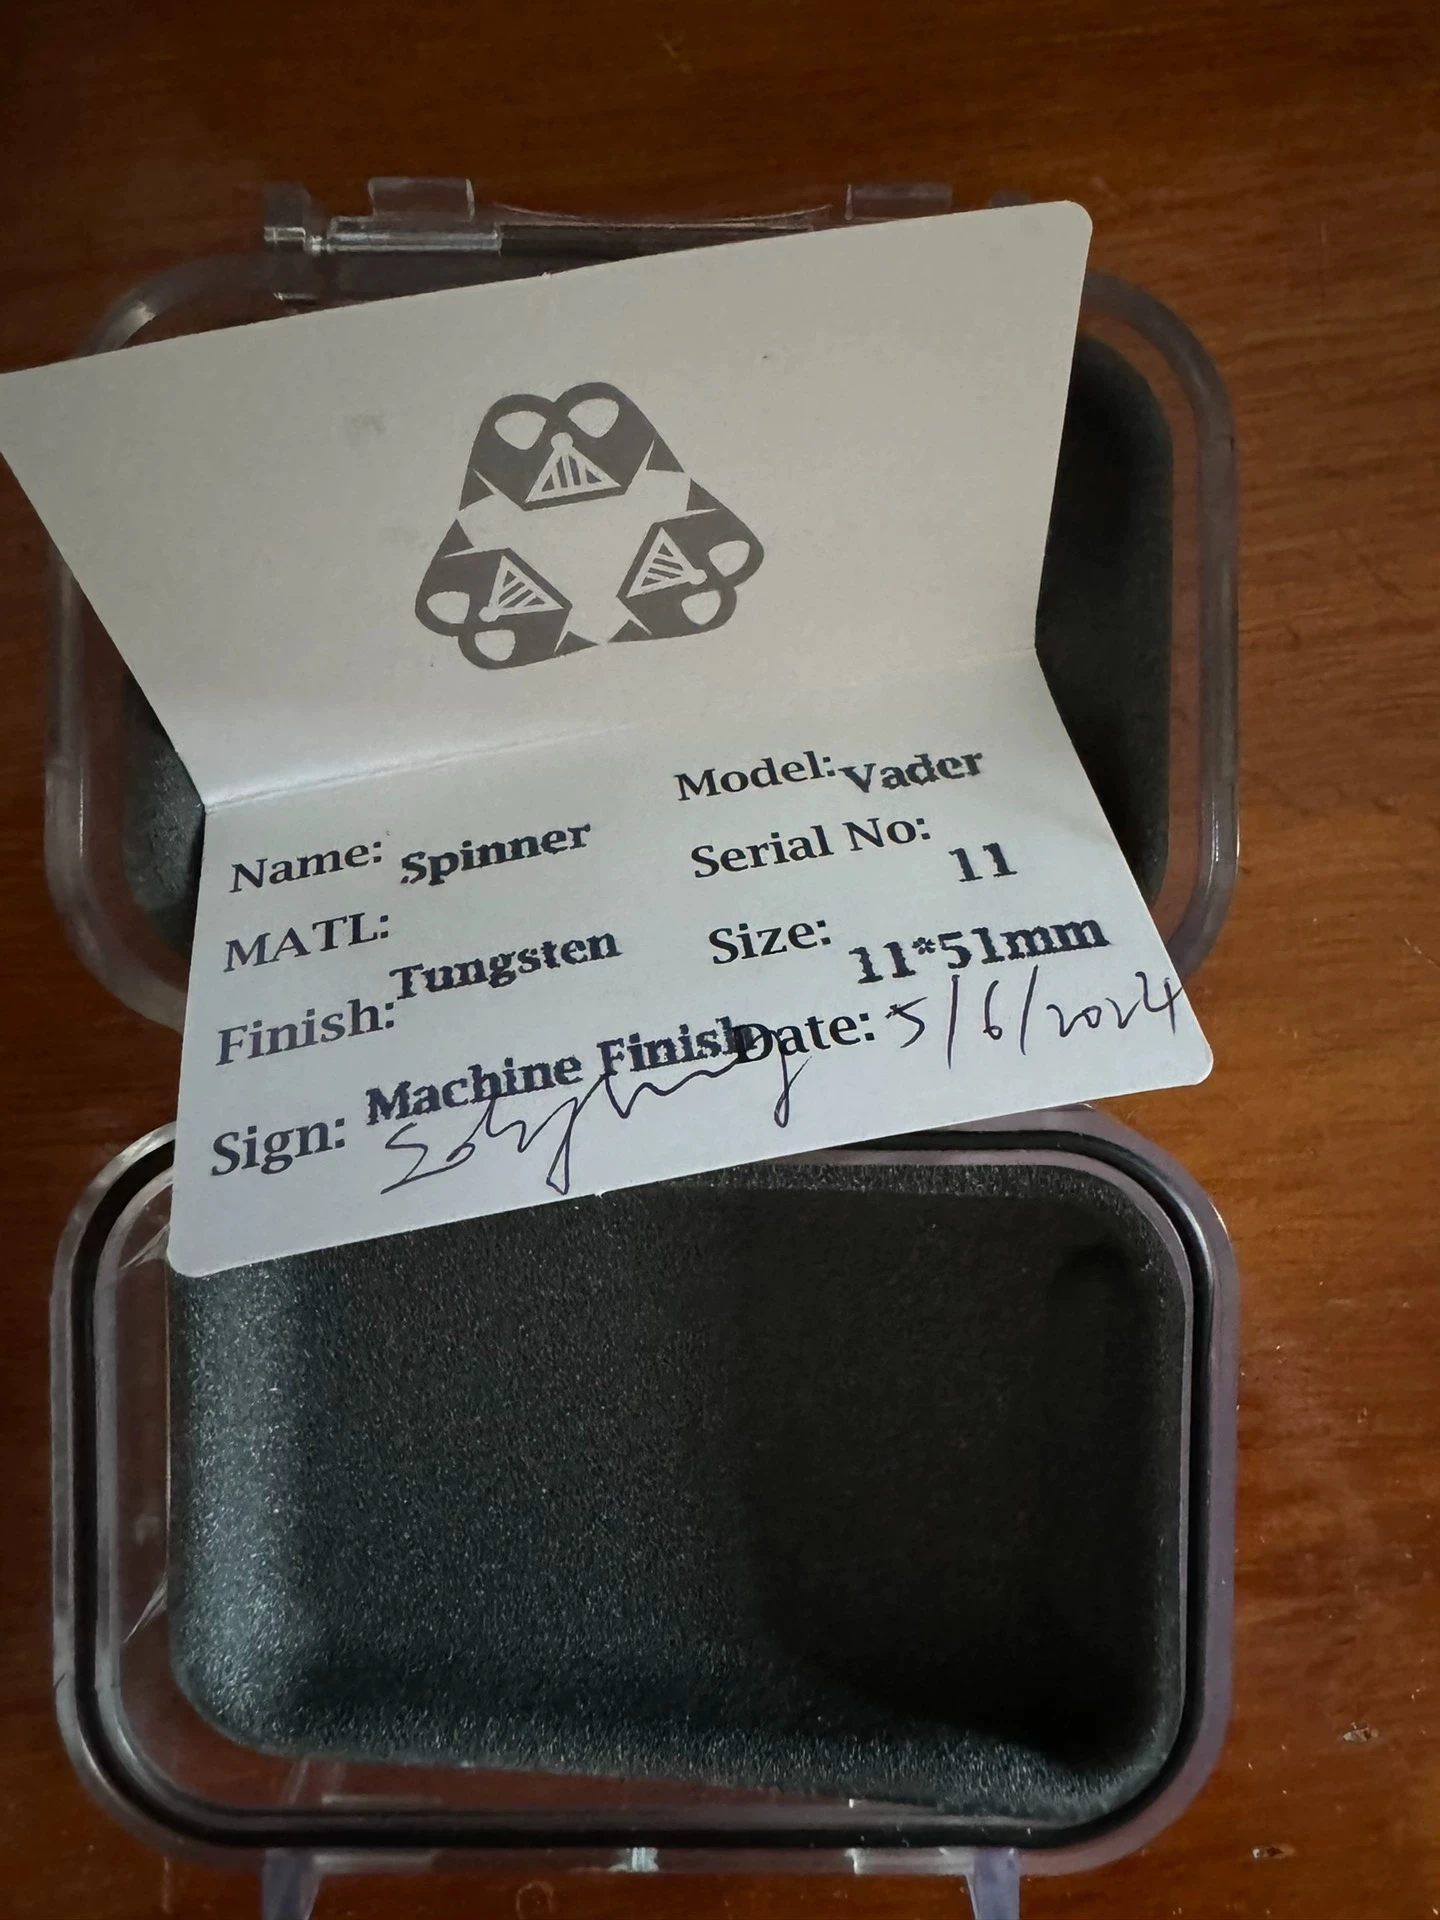 Model: Vader
Name: Spinner
Serial No: 11
MATL: Tungsten
Size: 11*51mm
Finish: Machine Finish
Date: 5/6/2024
Sign: